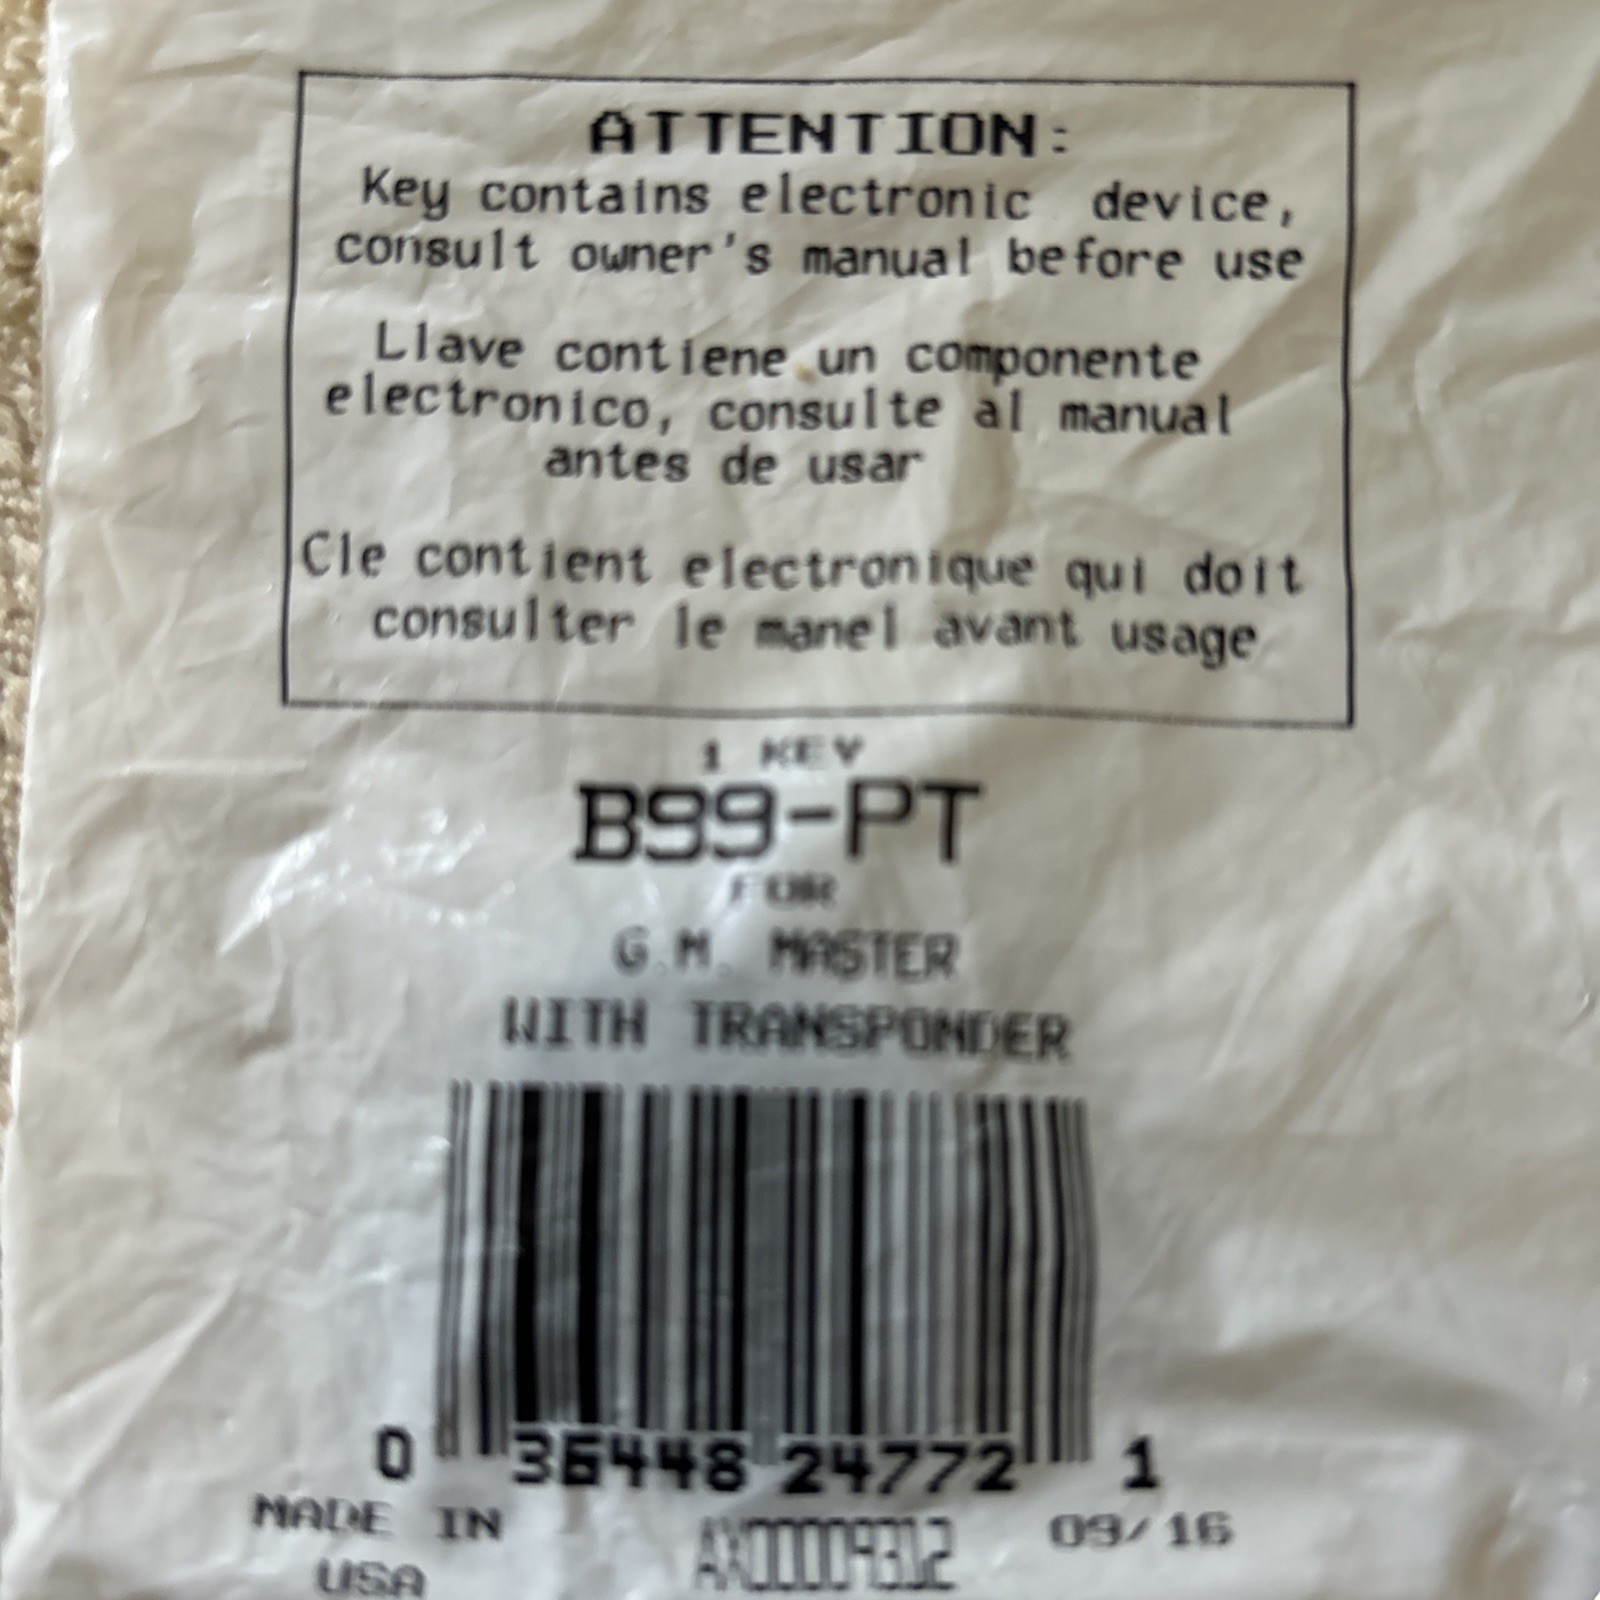 ATTENTION:
Key contains electronic device,
consult owner's manual before use
Llave contiene un componente
electronico, consulte al manual
antes de usar
Cle contient electronique qui doit
consulter le manel avant usage
1 KEY
B99-PT
FOR
G.M. MASTER
WITH TRANSPONDER
0 36448 24772 1
MADE IN
USA
AX00009312
09/16